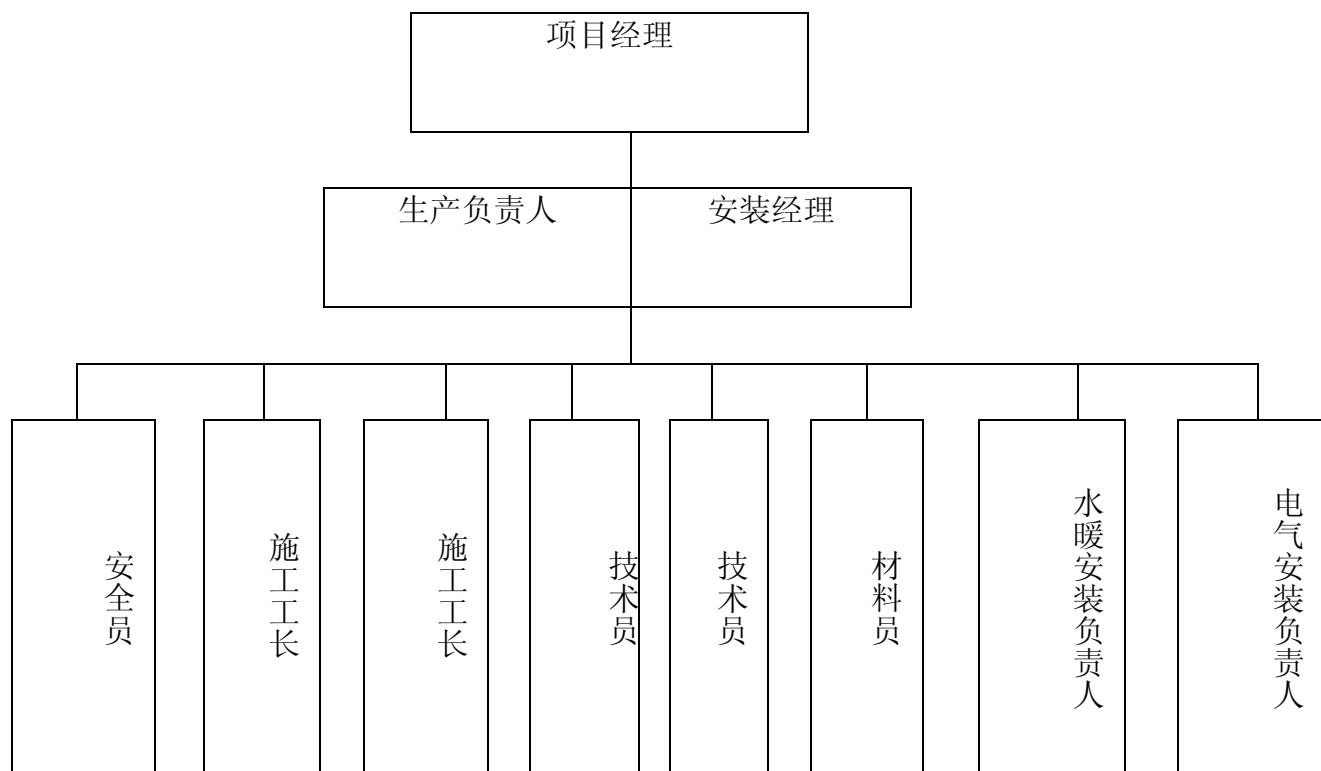 项目经理
生产负责人
安装经理
安全员
施工工长
施工工长
技术员
技术员
材料员
水暖安装负责人
电气安装负责人